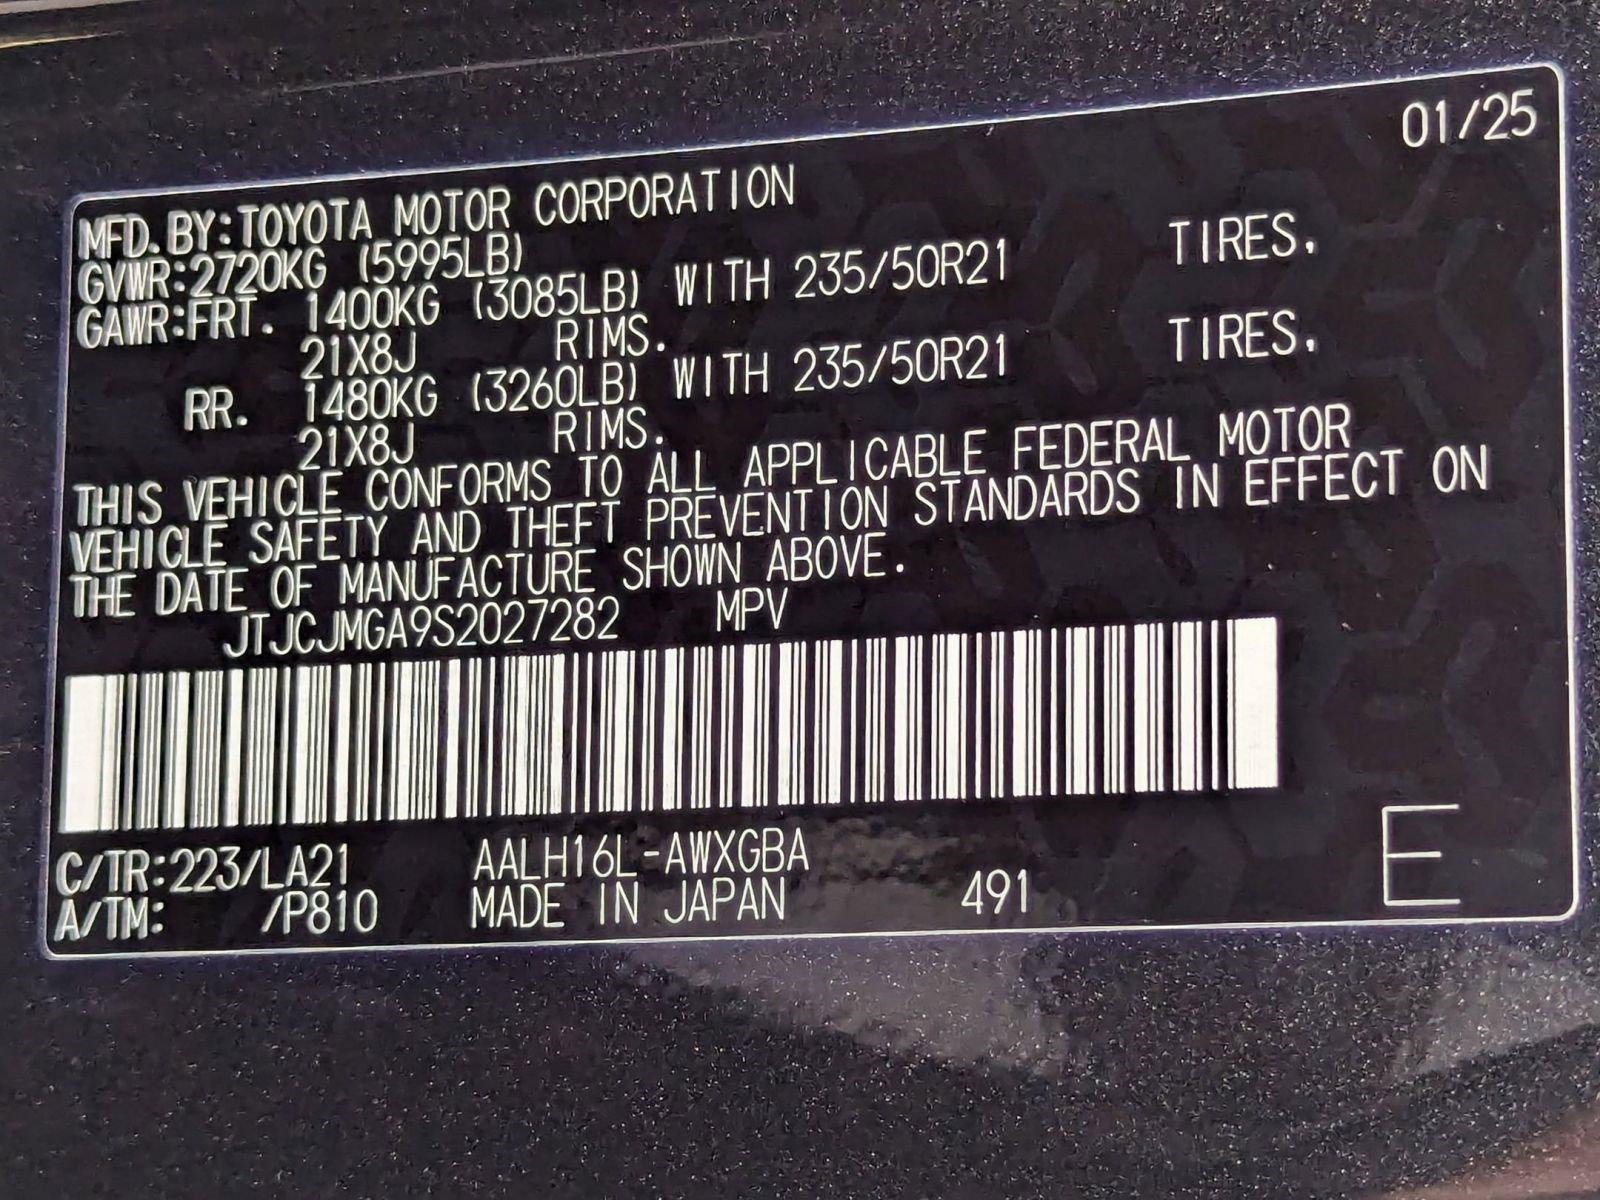 01/25
MFD. BY:TOYOTA MOTOR CORPORATION
GVWR:2720KG (5995LB)
GAWR:FRT. 1400KG (3085LB) WITH 235/50R21 TIRES,
21X8J RIMS.
RR. 1480KG (3260LB) WITH 235/50R21 TIRES,
21X8J RIMS.
THIS VEHICLE CONFORMS TO ALL APPLICABLE FEDERAL MOTOR
VEHICLE SAFETY AND THEFT PREVENTION STANDARDS IN EFFECT ON
THE DATE OF MANUFACTURE SHOWN ABOVE.
JTJCJMGA9S2027282 MPV
C/TR:223/LA21 AALH16L-AWXGBA
A/TM: /P810 MADE IN JAPAN 491 E